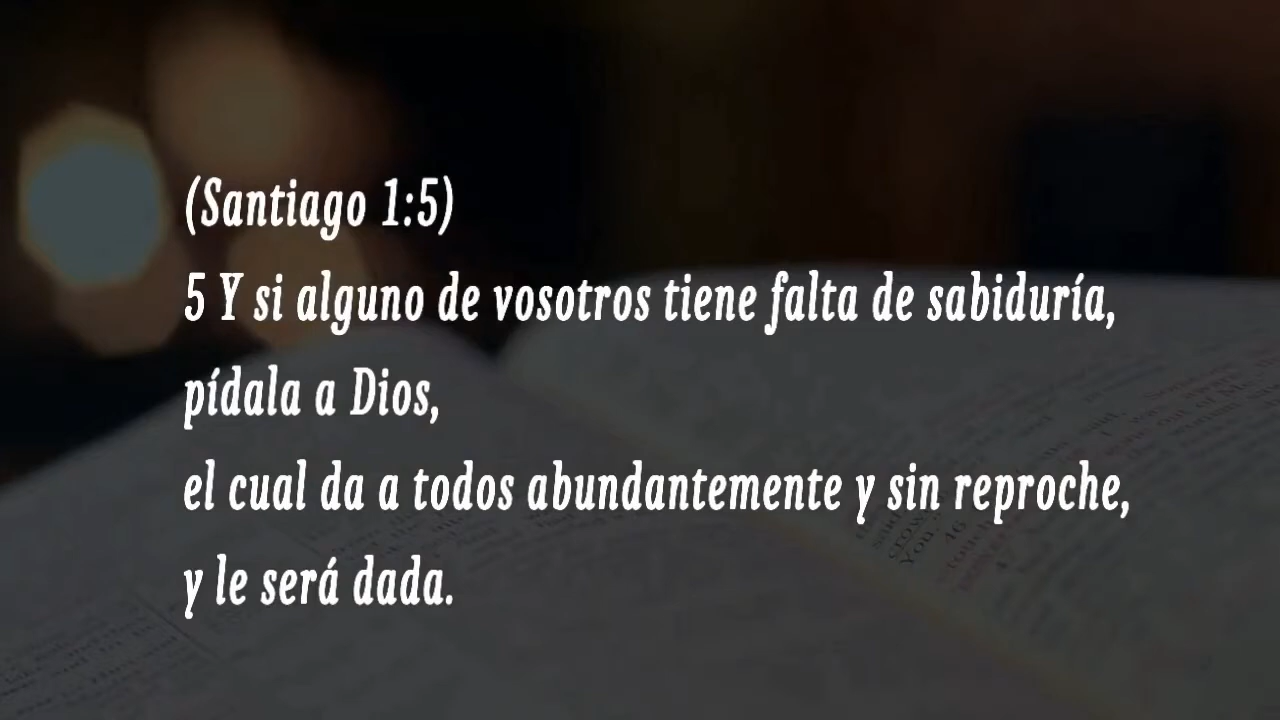 (Santiago 1:5)
5 Y si alguno de vosotros tiene falta de sabiduría,
pídala a Dios,
el cual da a todos abundantemente y sin reproche,
y le será dada.